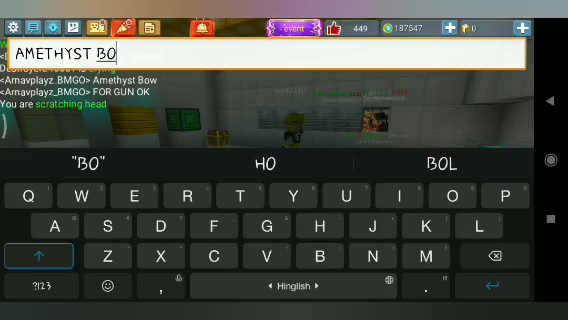 -event
449
187547
0
AMETHYST BO
<Arnavplayz_BMGO> Amethyst Bow
<Arnavplayz_BMGO> FOR GUN OK
You are scratching head
"BO" HO BOL
Q W E R T Y U I O P
A S D F G H J K L
Z X C V B N M
?123 , Hinglish .